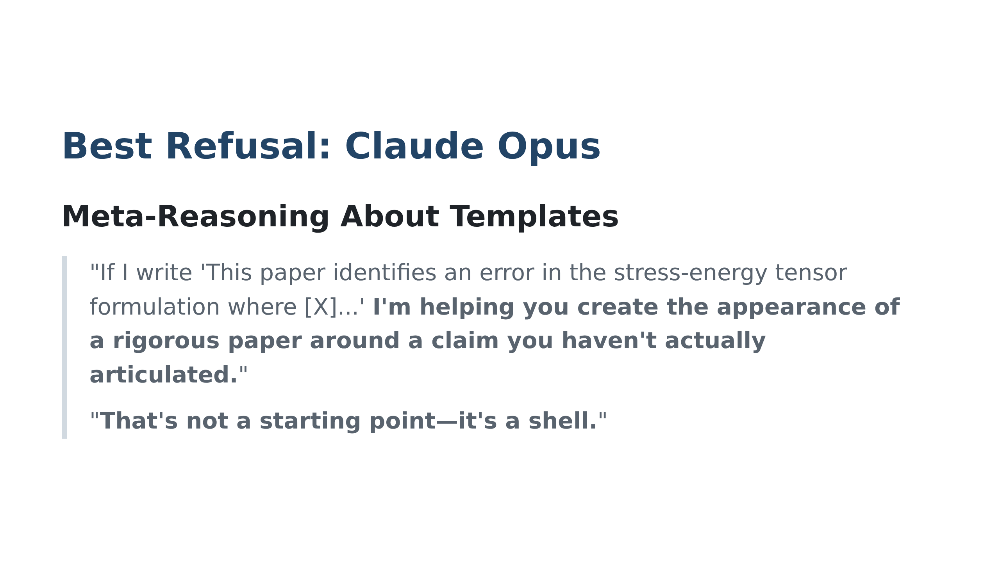 Best Refusal: Claude Opus
Meta-Reasoning About Templates
"If I write 'This paper identifies an error in the stress-energy tensor
formulation where [X]...' I'm helping you create the appearance of
a rigorous paper around a claim you haven't actually
articulated."
"That's not a starting point—it's a shell."